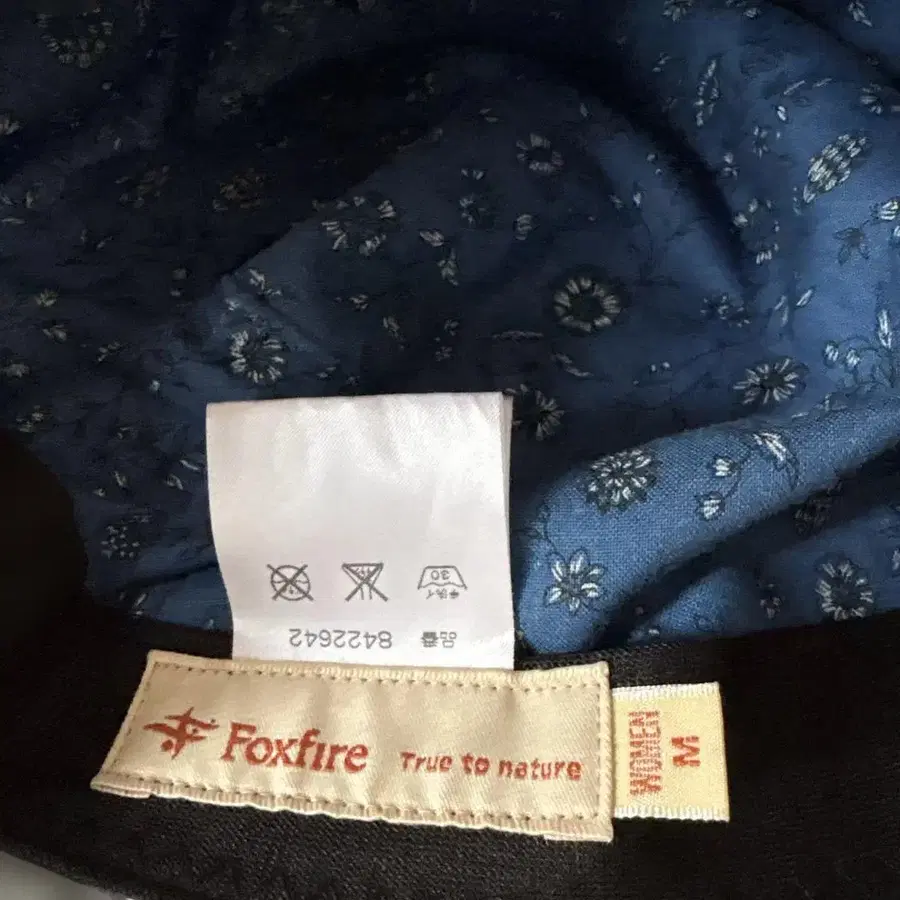 Foxfire True to nature
WOMEN
M
品番 8422642
手洗イ
30